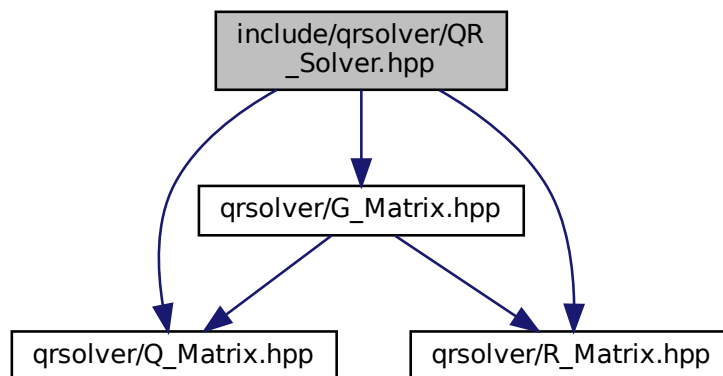 include/qrsolver/QR
_Solver.hpp
qrsolver/G_Matrix.hpp
qrsolver/Q_Matrix.hpp
qrsolver/R_Matrix.hpp